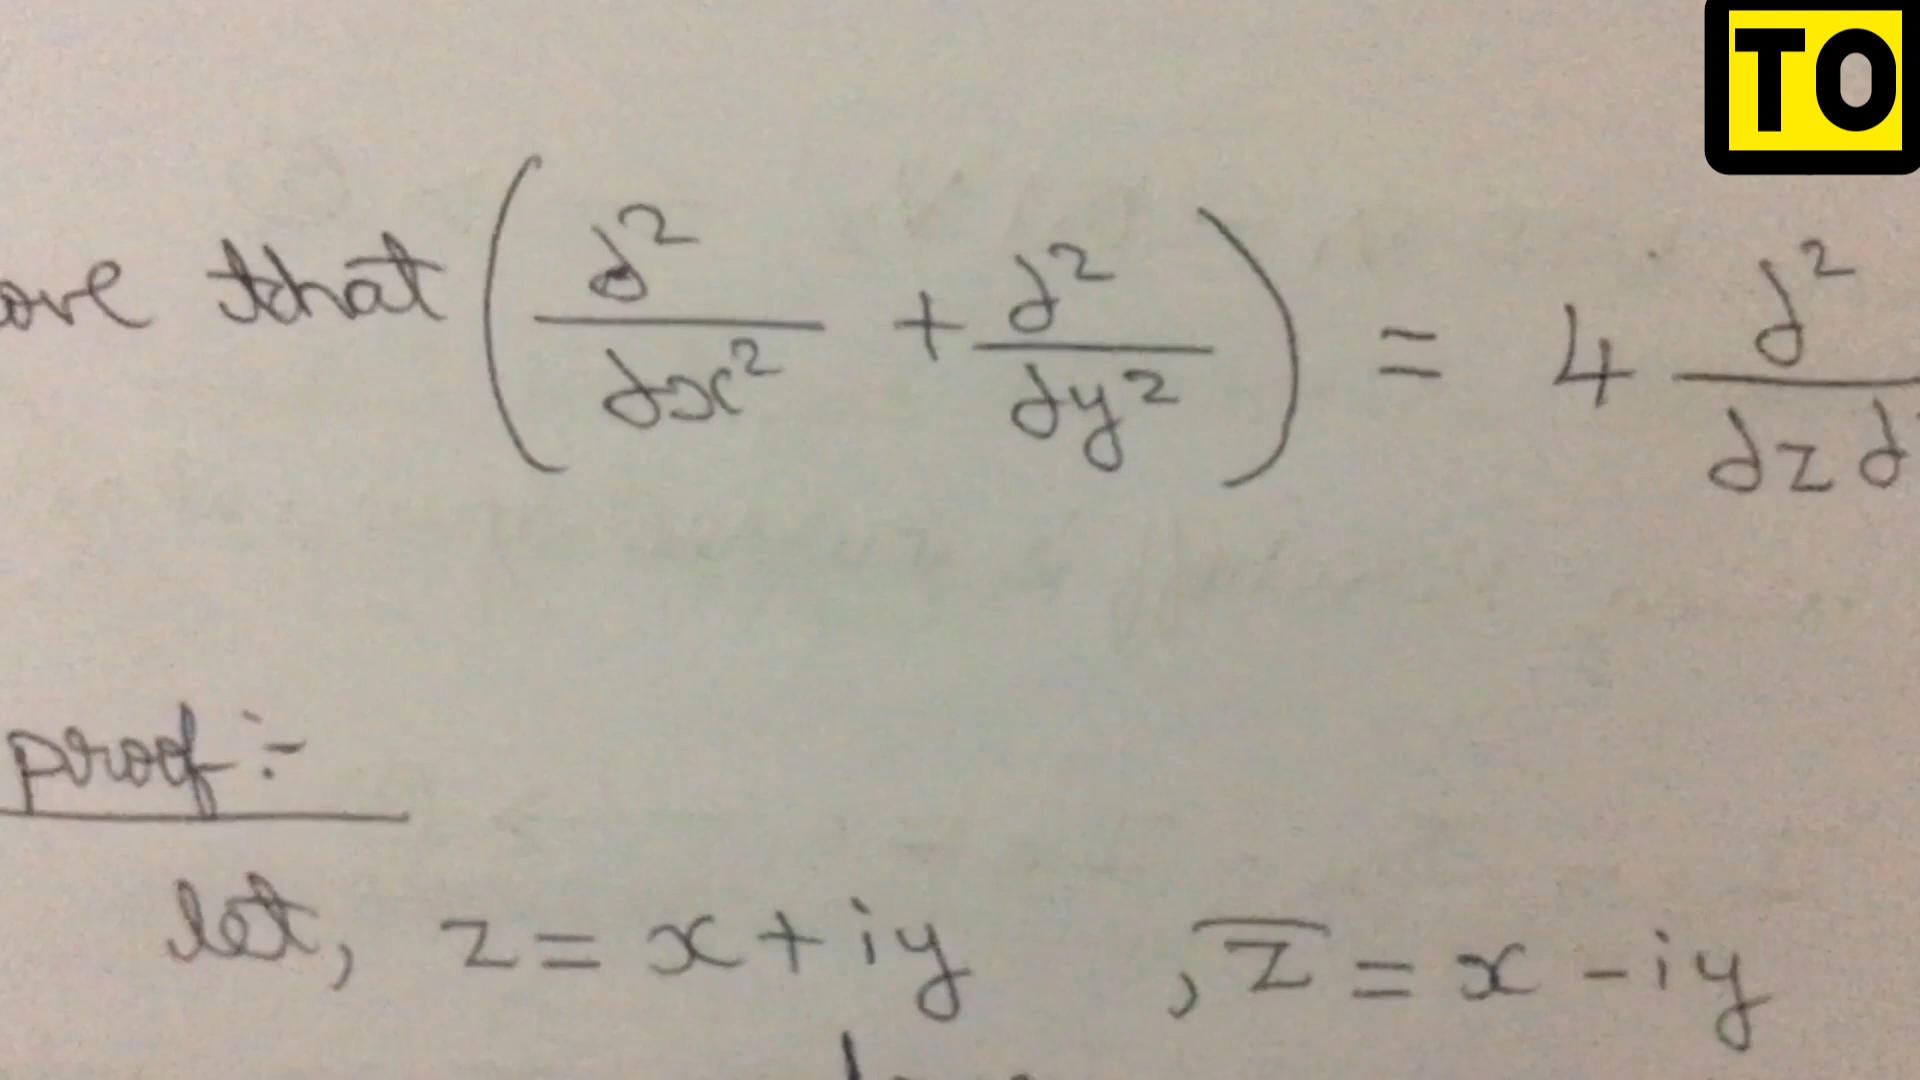 TO
ove that (∂²/∂x² + ∂²/∂y²) = 4 ∂²/∂z∂
proof :-
let, z = x + iy , z̅ = x - iy